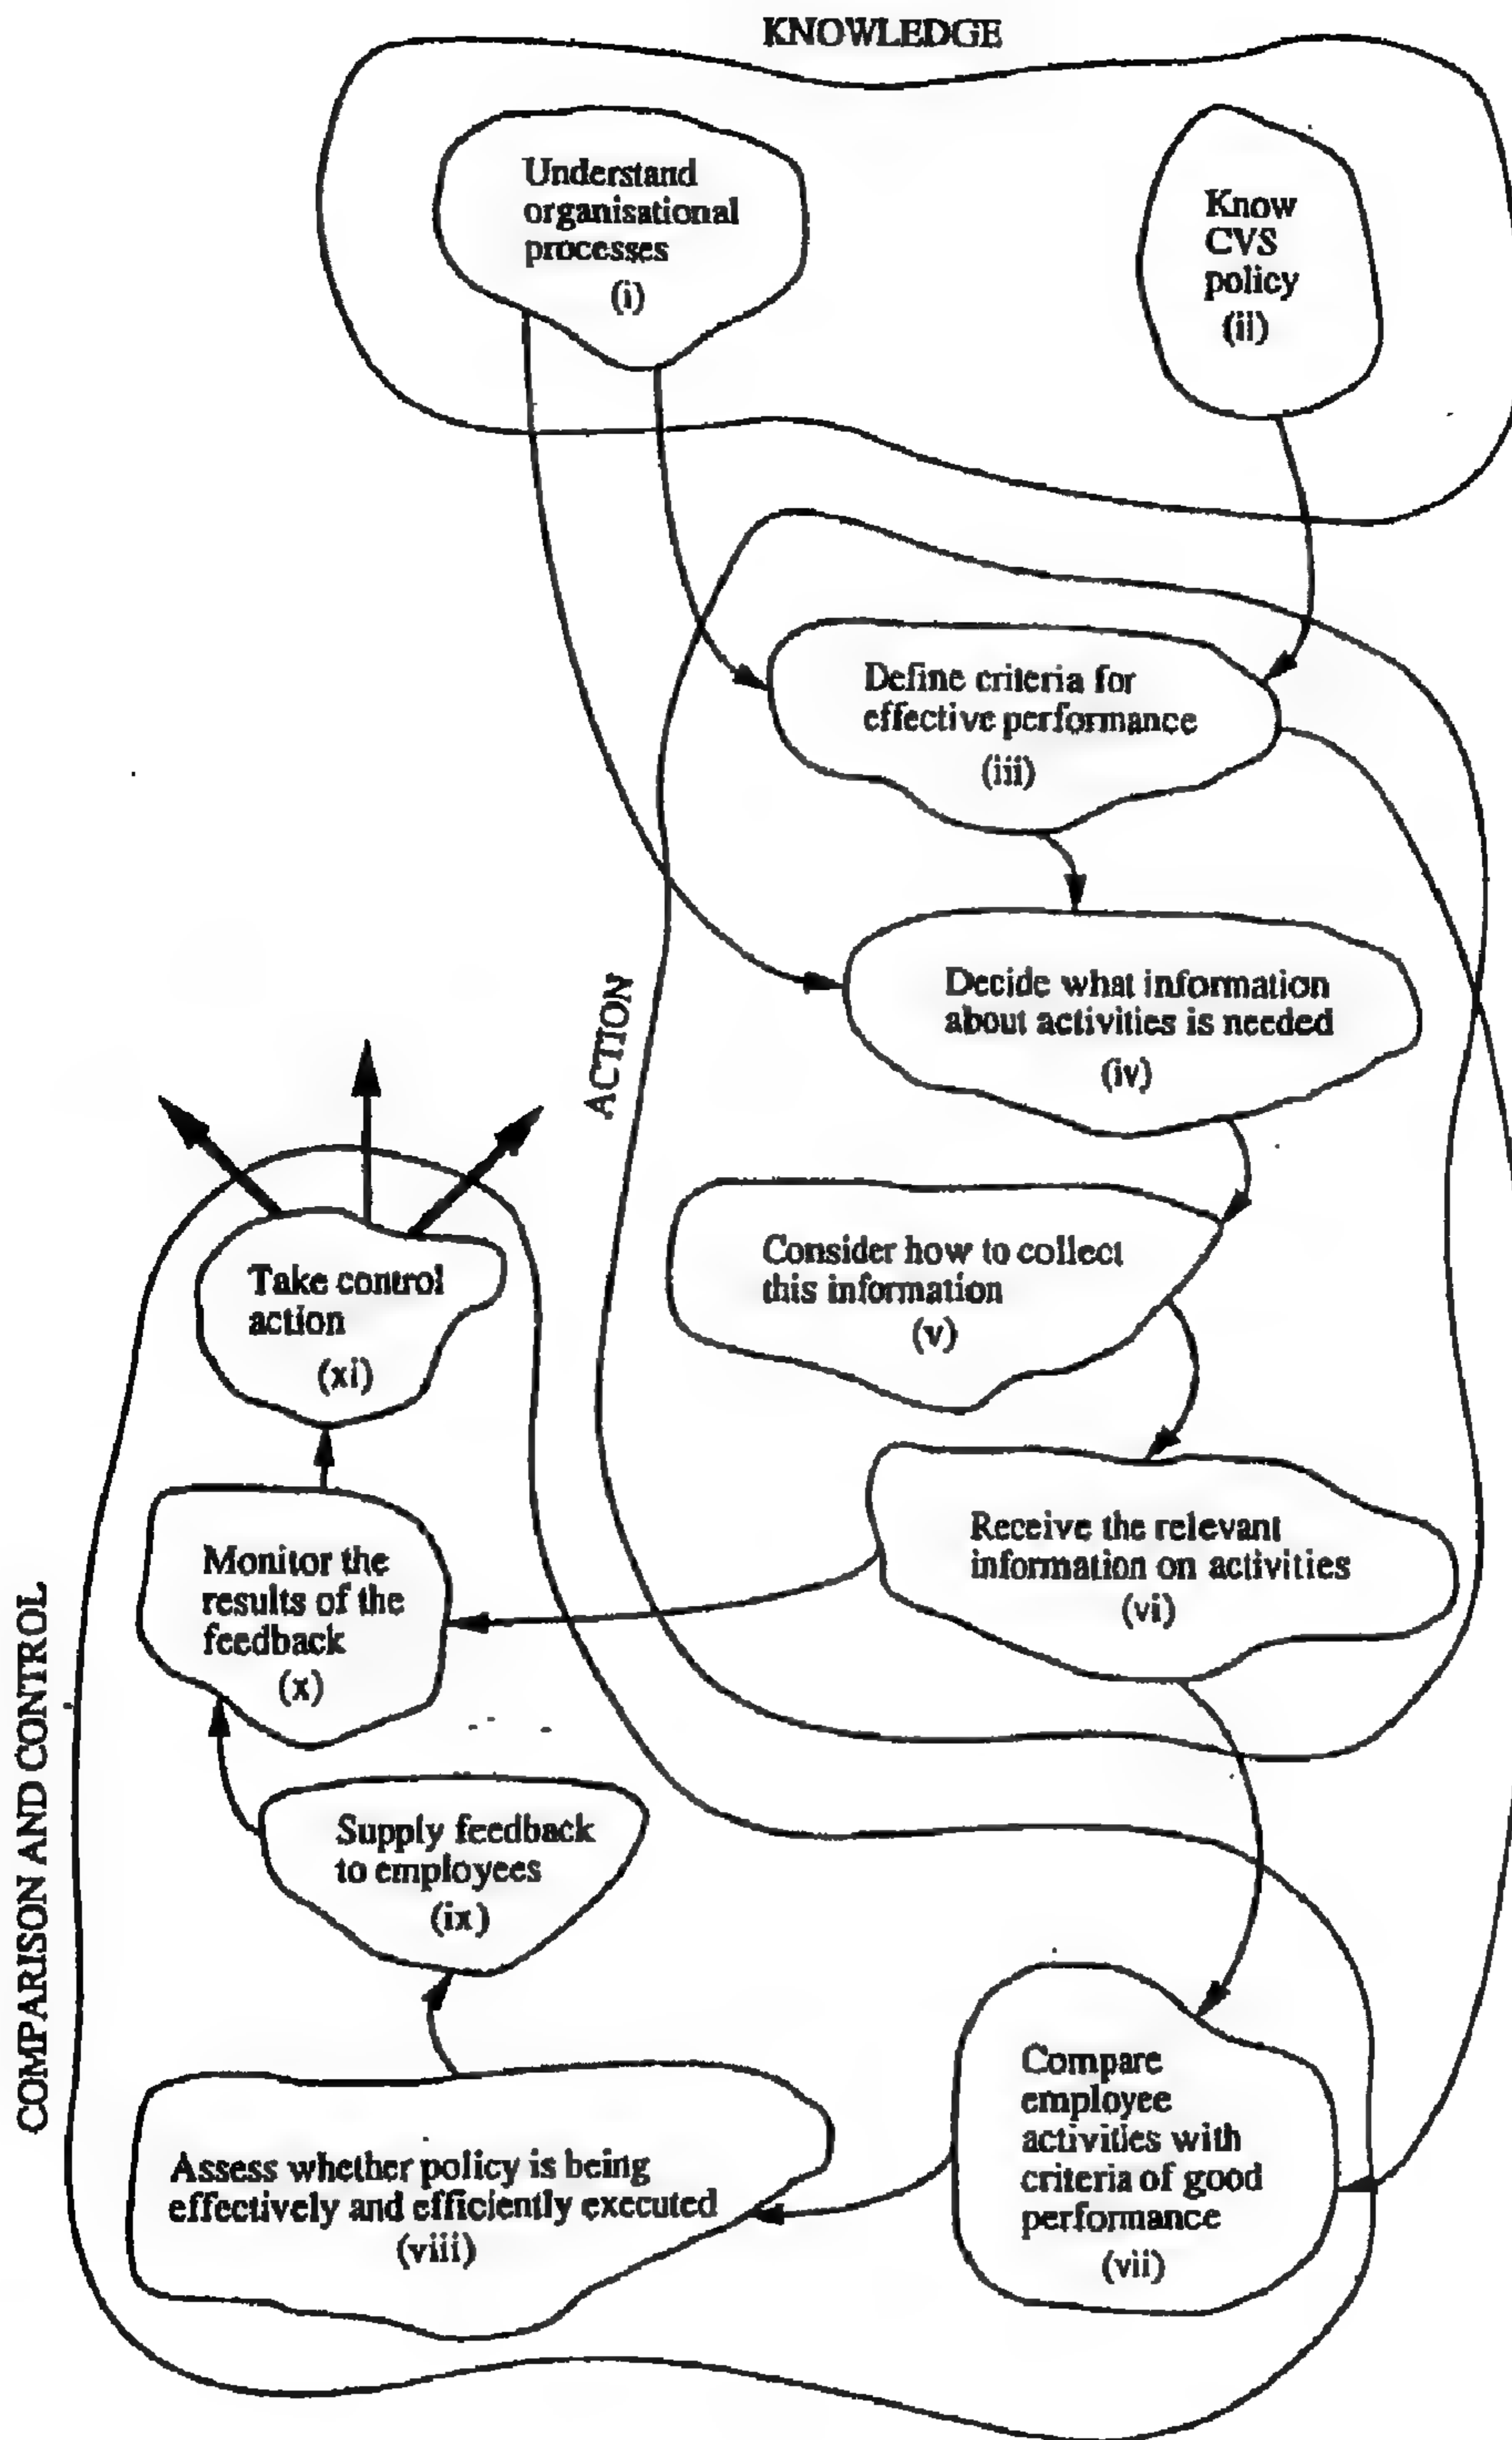 KNOWLEDGE
Understand
organisational
processes
(i)
Know
CVS
policy
(ii)
Define criteria for
effective performance
(iii)
ACTION
Decide what information
about activities is needed
(iv)
Consider how to collect
this information
(v)
Take control
action
(xi)
Receive the relevant
information on activities
(vi)
Monitor the
results of the
feedback
(x)
COMPARISON AND CONTROL
Supply feedback
to employees
(ix)
Compare
employee
activities with
criteria of good
performance
(vii)
Assess whether policy is being
effectively and efficiently executed
(viii)